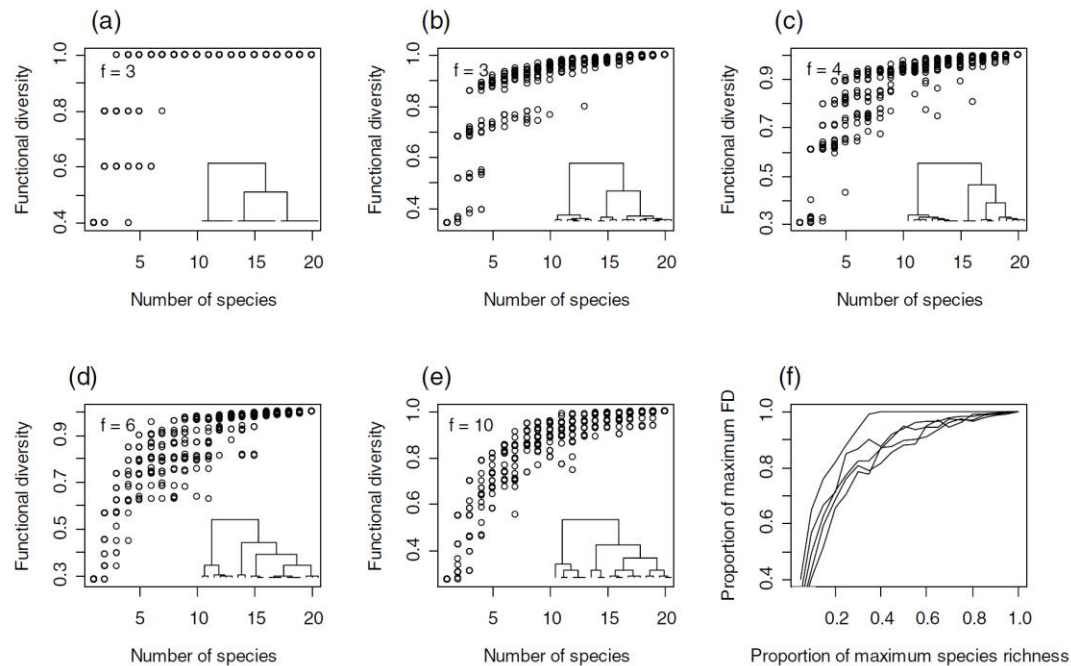 (a)
Functional diversity
1.0
0.8
0.6
0.4
f = 3
5 10 15 20
Number of species
(b)
Functional diversity
1.0
0.8
0.6
0.4
f = 3
5 10 15 20
Number of species
(c)
Functional diversity
0.9
0.7
0.5
0.3
f = 4
5 10 15 20
Number of species
(d)
Functional diversity
0.9
0.7
0.5
0.3
f = 6
5 10 15 20
Number of species
(e)
Functional diversity
1.0
0.8
0.6
0.4
f = 10
5 10 15 20
Number of species
(f)
Proportion of maximum FD
1.0
0.8
0.6
0.4
0.2 0.4 0.6 0.8 1.0
Proportion of maximum species richness